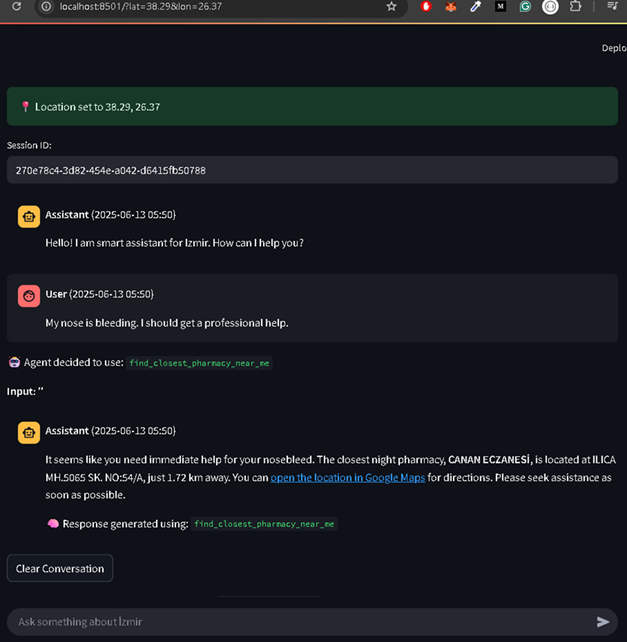 localhost:8501/?lat=38.29&lon=26.37
Deplo
Location set to 38.29, 26.37
Session ID:
270e78c4-3d82-454e-a042-d6415fb50788
Assistant (2025-06-13 05:50)
Hello! I am smart assistant for Izmir. How can I help you?
User (2025-06-13 05:50)
My nose is bleeding. I should get a professional help.
Agent decided to use: find_closest_pharmacy_near_me
Input: ''
Assistant (2025-06-13 05:50)
It seems like you need immediate help for your nosebleed. The closest night pharmacy, CANAN ECZANESİ, is located at ILICA
MH.5065 SK. NO:54/A, just 1.72 km away. You can open the location in Google Maps for directions. Please seek assistance as
soon as possible.
Response generated using: find_closest_pharmacy_near_me
Clear Conversation
Ask something about İzmir